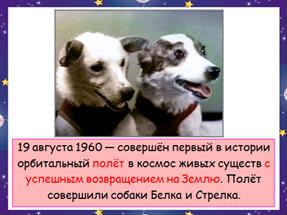 19 августа 1960 — совершён первый в истории
орбитальный полёт в космос живых существ с
успешным возвращением на Землю. Полёт
совершили собаки Белка и Стрелка.